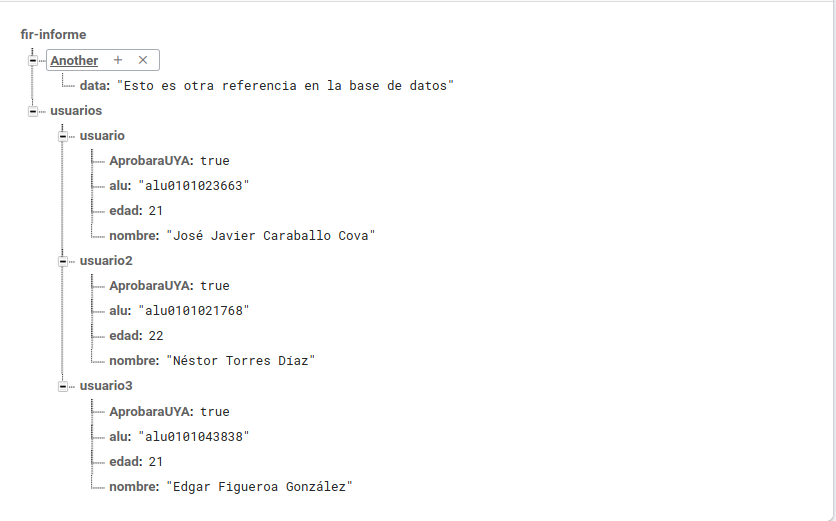 fir-informe
Another + ×
data: "Esto es otra referencia en la base de datos"
usuarios
usuario
AprobaraUYA: true
alu: "alu0101023663"
edad: 21
nombre: "José Javier Caraballo Cova"
usuario2
AprobaraUYA: true
alu: "alu0101021768"
edad: 22
nombre: "Néstor Torres Díaz"
usuario3
AprobaraUYA: true
alu: "alu0101043838"
edad: 21
nombre: "Edgar Figueroa González"